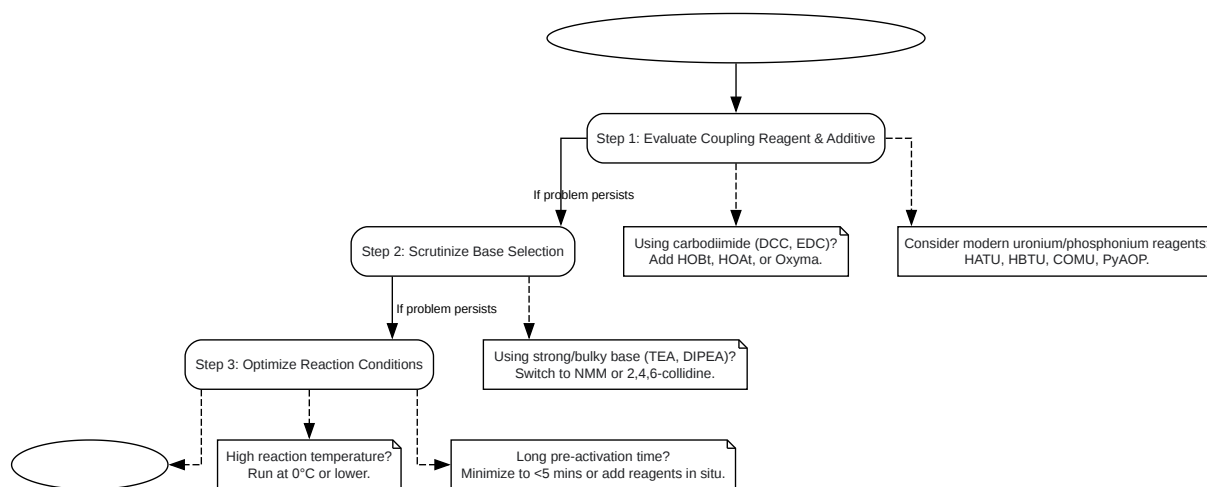 Step 1: Evaluate Coupling Reagent & Additive
If problem persists
Step 2: Scrutinize Base Selection
Using carbodiimide (DCC, EDC)?
Add HOBt, HOAt, or Oxyma.
Consider modern uronium/phosphonium reagents:
HATU, HBTU, COMU, PyAOP.
If problem persists
Step 3: Optimize Reaction Conditions
Using strong/bulky base (TEA, DIPEA)?
Switch to NMM or 2,4,6-collidine.
High reaction temperature?
Run at 0°C or lower.
Long pre-activation time?
Minimize to <5 mins or add reagents in situ.